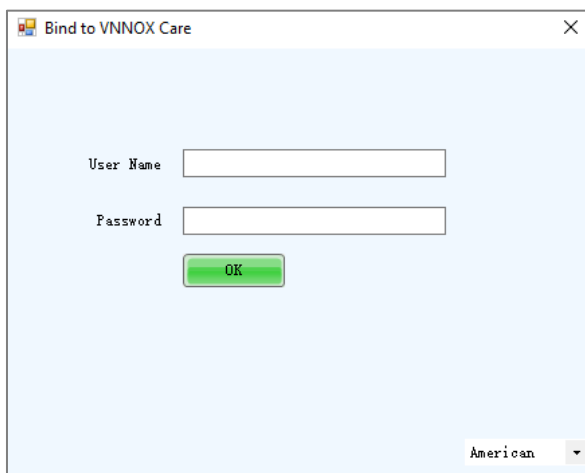 Bind to VNNOX Care
User Name
Password
OK
American